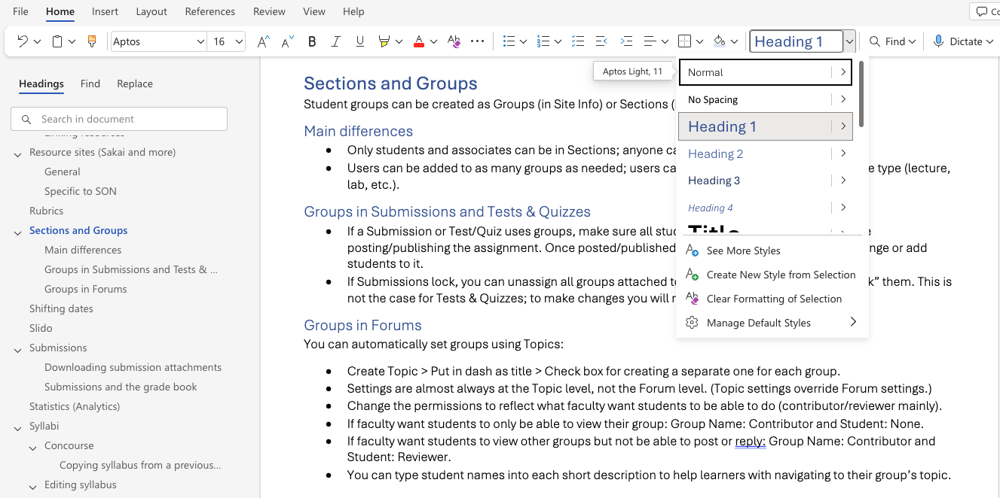 File Home Insert Layout References Review View Help
Aptos 16 Heading 1 Find Dictate
Headings Find Replace
Search in document
Linking resources
Resource sites (Sakai and more)
General
Specific to SON
Rubrics
Sections and Groups
Main differences
Groups in Submissions and Tests & ...
Groups in Forums
Shifting dates
Slido
Submissions
Downloading submission attachments
Submissions and the grade book
Statistics (Analytics)
Syllabi
Concourse
Copying syllabus from a previous...
Editing syllabus
Sections and Groups
Student groups can be created as Groups (in Site Info) or Sections (
Main differences
• Only students and associates can be in Sections; anyone
• Users can be added to as many groups as needed; users type (lecture,
lab, etc.).
Groups in Submissions and Tests & Quizzes
• If a Submission or Test/Quiz uses groups, make sure all
posting/publishing the assignment. Once posted/published or add
students to it.
• If Submissions lock, you can unassign all groups attached them. This is
not the case for Tests & Quizzes; to make changes you will
Groups in Forums
You can automatically set groups using Topics:
• Create Topic > Put in dash as title > Check box for creating a separate one for each group.
• Settings are almost always at the Topic level, not the Forum level. (Topic settings override Forum settings.)
• Change the permissions to reflect what faculty want students to be able to do (contributor/reviewer mainly).
• If faculty want students to only be able to view their group: Group Name: Contributor and Student: None.
• If faculty want students to view other groups but not be able to post or reply: Group Name: Contributor and
Student: Reviewer.
• You can type student names into each short description to help learners with navigating to their group’s topic.
Aptos Light, 11
Normal
No Spacing
Heading 1
Heading 2
Heading 3
Heading 4
Title
See More Styles
Create New Style from Selection
Clear Formatting of Selection
Manage Default Styles